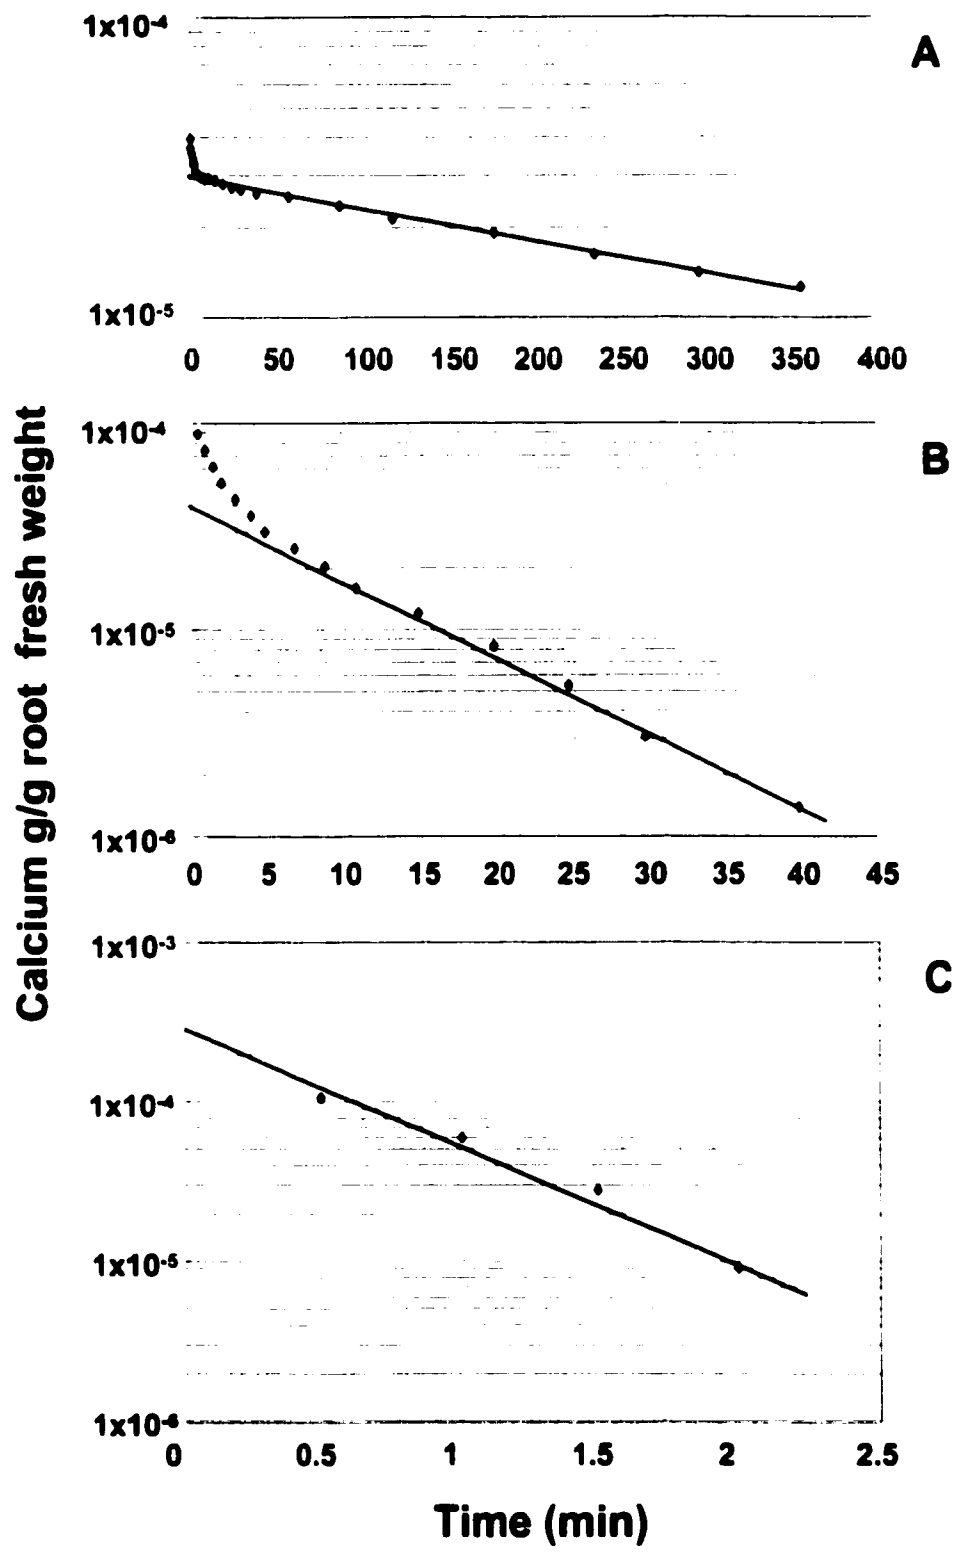 1x10-4
A
1x10-5
0 50 100 150 200 250 300 350 400
1x10-4
B
1x10-5
1x10-6
0 5 10 15 20 25 30 35 40 45
Calcium g/g root fresh weight
1x10-3
C
1x10-4
1x10-5
1x10-6
0 0.5 1 1.5 2 2.5
Time (min)